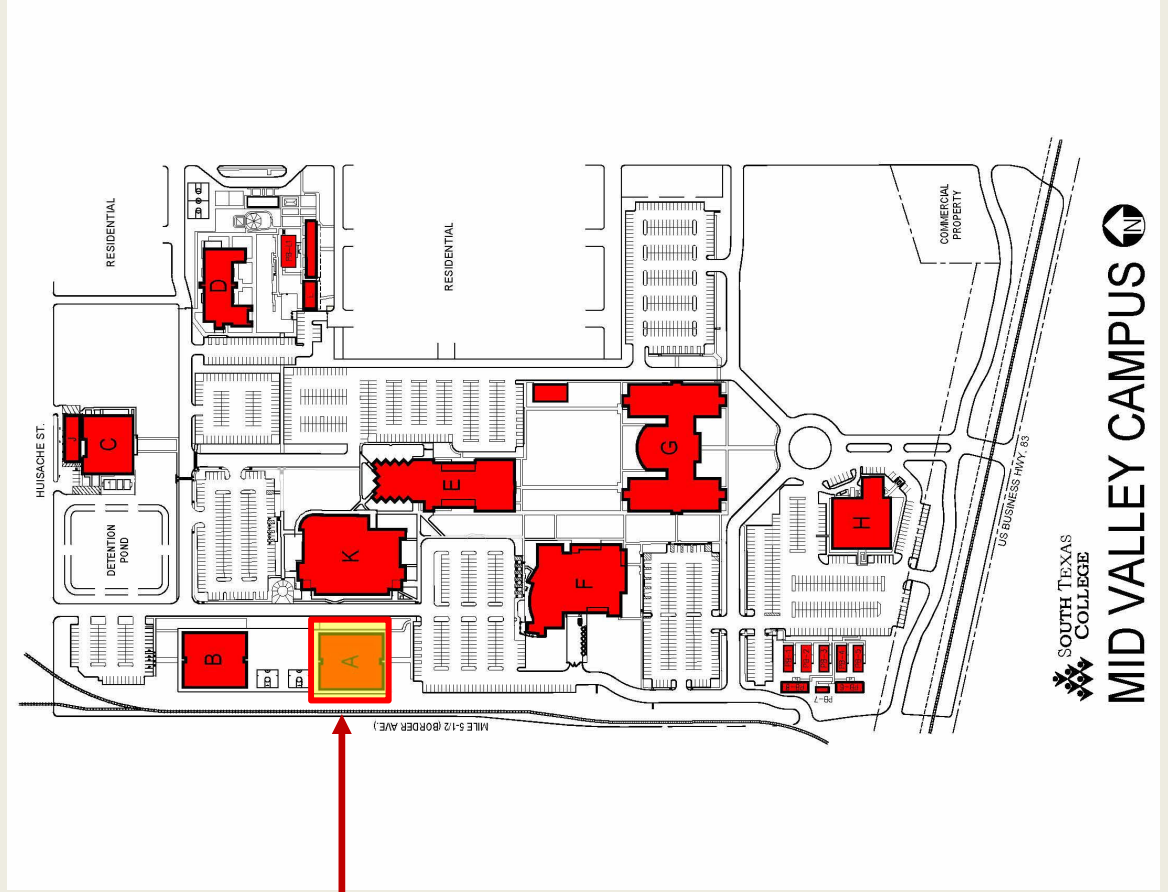 HUISACHE ST.
RESIDENTIAL
J
C
D
DETENTION
POND
RESIDENTIAL
B
A
K
E
G
F
H
COMMERCIAL
PROPERTY
MILE 5-1/2 (BORDER AVE.)
PB-7
US BUSINESS HWY. 83
SOUTH TEXAS
COLLEGE
MID VALLEY CAMPUS
N